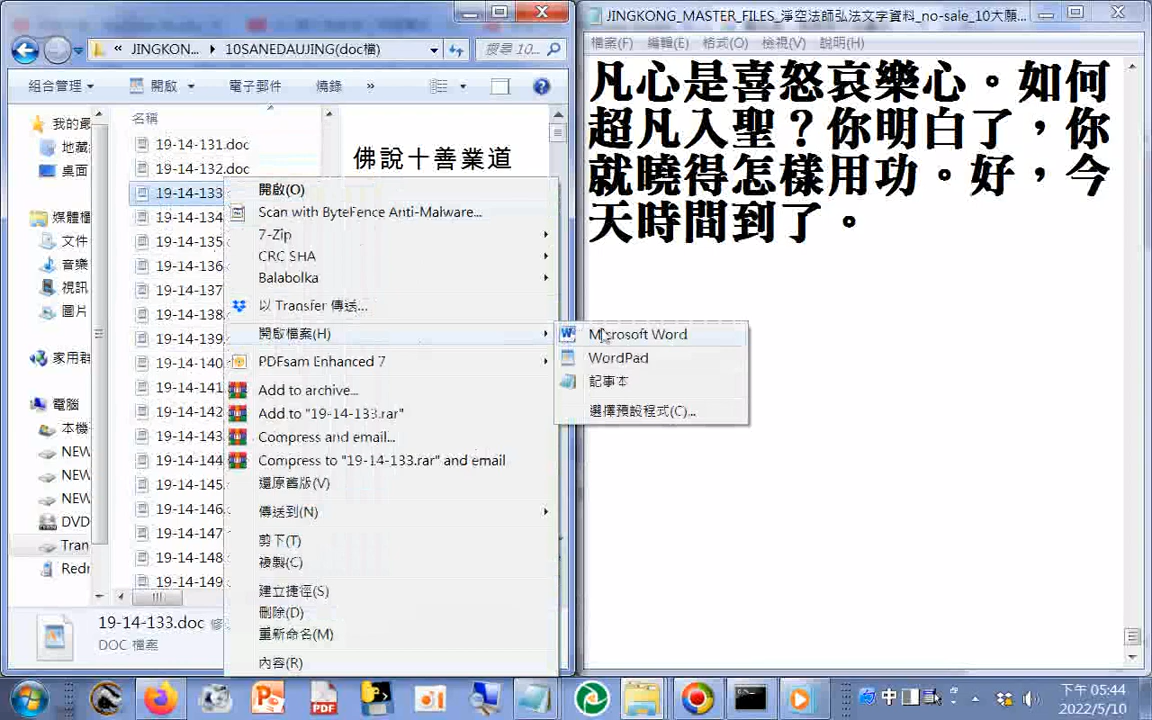 « JINGKON... ▸ 10SANEDAUJING(doc檔)
搜尋 10...
組合管理 開啟 電子郵件 燒錄 »
我的最
地藏
桌面
媒體櫃
文件
音樂
視訊
圖片
家用群
電腦
本機
NEW
NEW
NEW
DVD
Tran
Redr
名稱
19-14-131.doc
19-14-132.doc
19-14-133
19-14-134
19-14-135
19-14-136
19-14-137
19-14-138
19-14-139
19-14-140
19-14-141
19-14-142
19-14-143
19-14-144
19-14-145
19-14-146
19-14-147
19-14-148
19-14-149
佛說十善業道
開啟(O)
Scan with ByteFence Anti-Malware...
7-Zip
CRC SHA
Balabolka
以 Transfer 傳送...
開啟檔案(H)
PDFsam Enhanced 7
Add to archive...
Add to "19-14-133.rar"
Compress and email...
Compress to "19-14-133.rar" and email
還原舊版(V)
傳送到(N)
剪下(T)
複製(C)
建立捷徑(S)
刪除(D)
重新命名(M)
內容(R)
Microsoft Word
WordPad
記事本
選擇預設程式(C)...
19-14-133.doc
DOC 檔案
JINGKONG_MASTER_FILES_淨空法師弘法文字資料_no-sale_10大願...
檔案(F) 編輯(E) 格式(O) 檢視(V) 說明(H)
凡心是喜怒哀樂心。如何
超凡入聖？你明白了，你
就曉得怎樣用功。好，今
天時間到了。
PDF
中
下午 05:44
2022/5/10